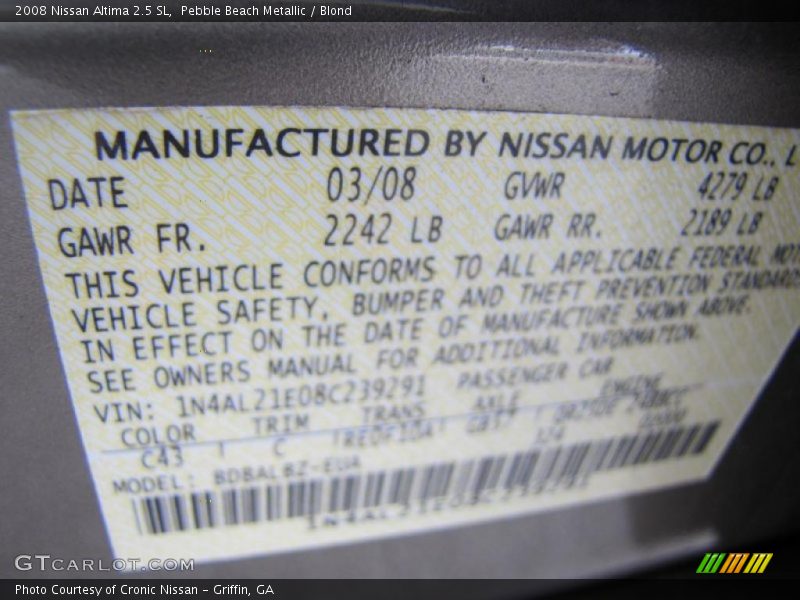 2008 Nissan Altima 2.5 SL, Pebble Beach Metallic / Blond
MANUFACTURED BY NISSAN MOTOR CO., L
DATE 03/08 GVWR 4279 LB
GAWR FR. 2242 LB GAWR RR. 2189 LB
THIS VEHICLE CONFORMS TO ALL APPLICABLE FEDERAL MOT
VEHICLE SAFETY, BUMPER AND THEFT PREVENTION STANDARDS
IN EFFECT ON THE DATE OF MANUFACTURE SHOWN ABOVE.
SEE OWNERS MANUAL FOR ADDITIONAL INFORMATION.
VIN: 1N4AL21E08C239291 PASSENGER CAR
COLOR TRIM TRANS AXLE ENGINE
C43 C
MODEL: BDBALBZ-EUA
1N4AL21E08C239291
GTCARLOT.COM
Photo Courtesy of Cronic Nissan – Griffin, GA